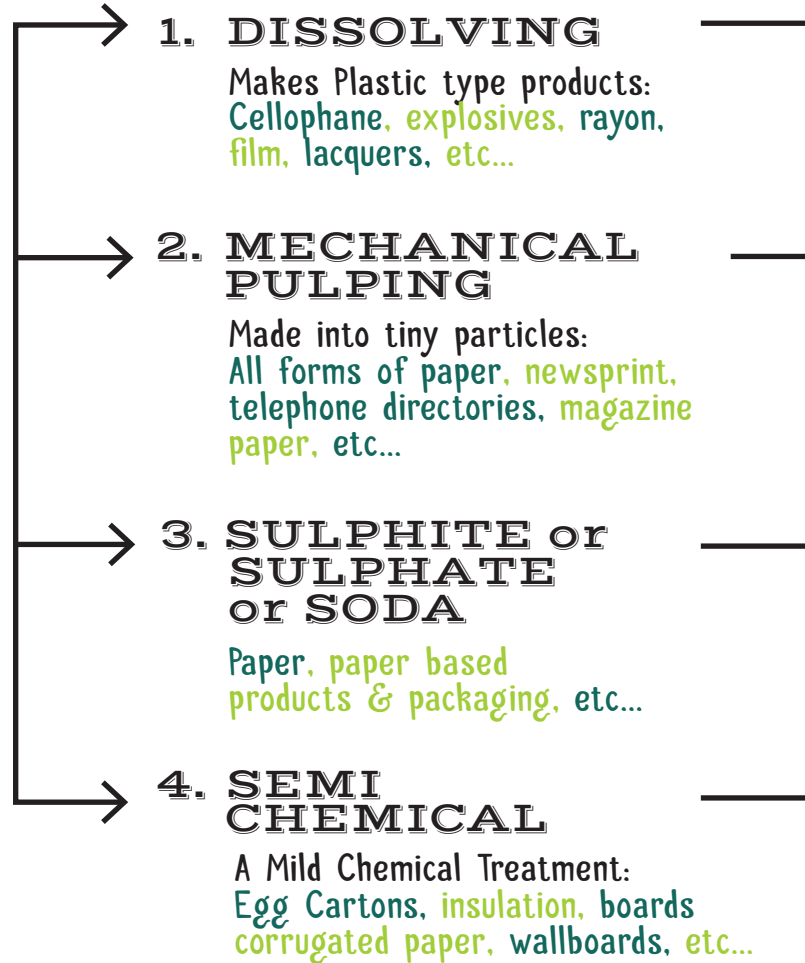 1. DISSOLVING
Makes Plastic type products:
Cellophane, explosives, rayon,
film, lacquers, etc...
2. MECHANICAL
PULPING
Made into tiny particles:
All forms of paper, newsprint,
telephone directories, magazine
paper, etc...
3. SULPHITE or
SULPHATE
or SODA
Paper, paper based
products & packaging, etc...
4. SEMI
CHEMICAL
A Mild Chemical Treatment:
Egg Cartons, insulation, boards
corrugated paper, wallboards, etc...